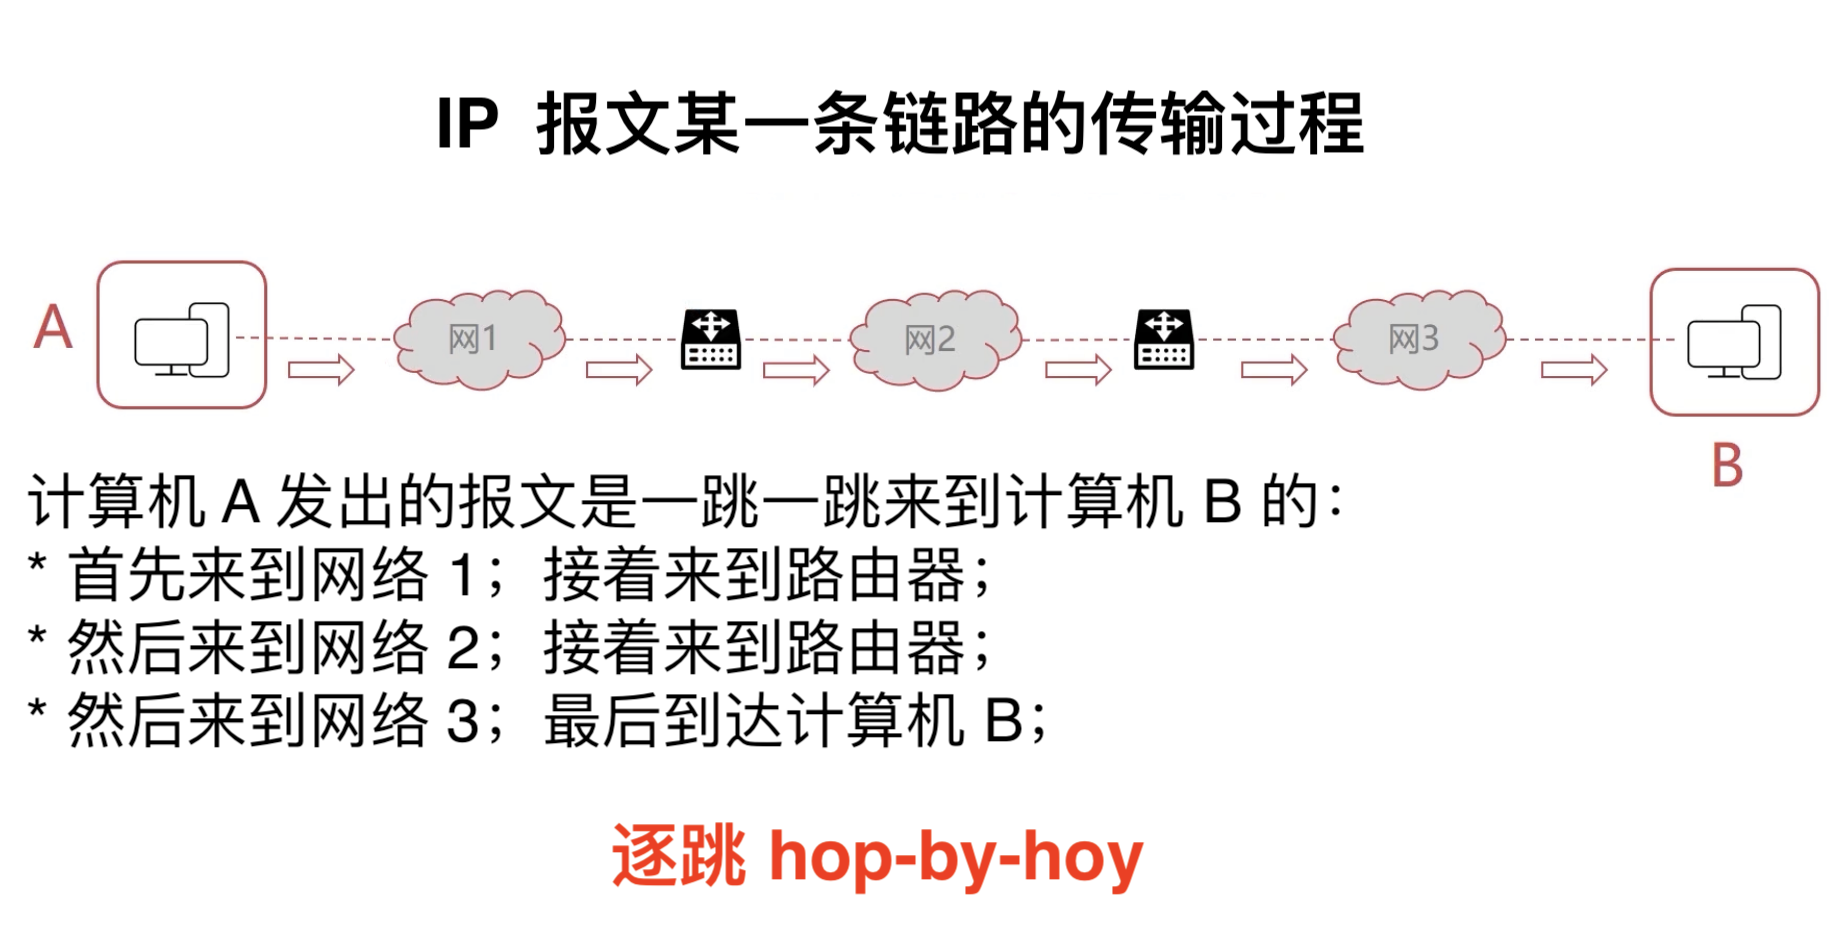 IP 报文某一条链路的传输过程
A
网1
网2
网3
B
计算机 A 发出的报文是一跳一跳来到计算机 B 的：
* 首先来到网络 1；接着来到路由器；
* 然后来到网络 2；接着来到路由器；
* 然后来到网络 3；最后到达计算机 B；
逐跳 hop-by-hoy